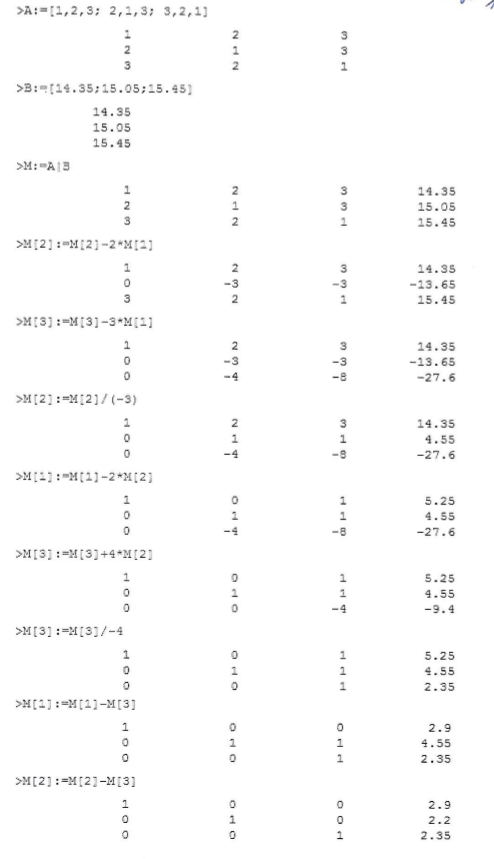 >A:=[1,2,3; 2,1,3; 3,2,1]
1 2 3
2 1 3
3 2 1
>B:=[14.35;15.05;15.45]
14.35
15.05
15.45
>M:=A|B
1 2 3 14.35
2 1 3 15.05
3 2 1 15.45
>M[2]:=M[2]-2*M[1]
1 2 3 14.35
0 -3 -3 -13.65
3 2 1 15.45
>M[3]:=M[3]-3*M[1]
1 2 3 14.35
0 -3 -3 -13.65
0 -4 -8 -27.6
>M[2]:=M[2]/(-3)
1 2 3 14.35
0 1 1 4.55
0 -4 -8 -27.6
>M[1]:=M[1]-2*M[2]
1 0 1 5.25
0 1 1 4.55
0 -4 -8 -27.6
>M[3]:=M[3]+4*M[2]
1 0 1 5.25
0 1 1 4.55
0 0 -4 -9.4
>M[3]:=M[3]/-4
1 0 1 5.25
0 1 1 4.55
0 0 1 2.35
>M[1]:=M[1]-M[3]
1 0 0 2.9
0 1 1 4.55
0 0 1 2.35
>M[2]:=M[2]-M[3]
1 0 0 2.9
0 1 0 2.2
0 0 1 2.35